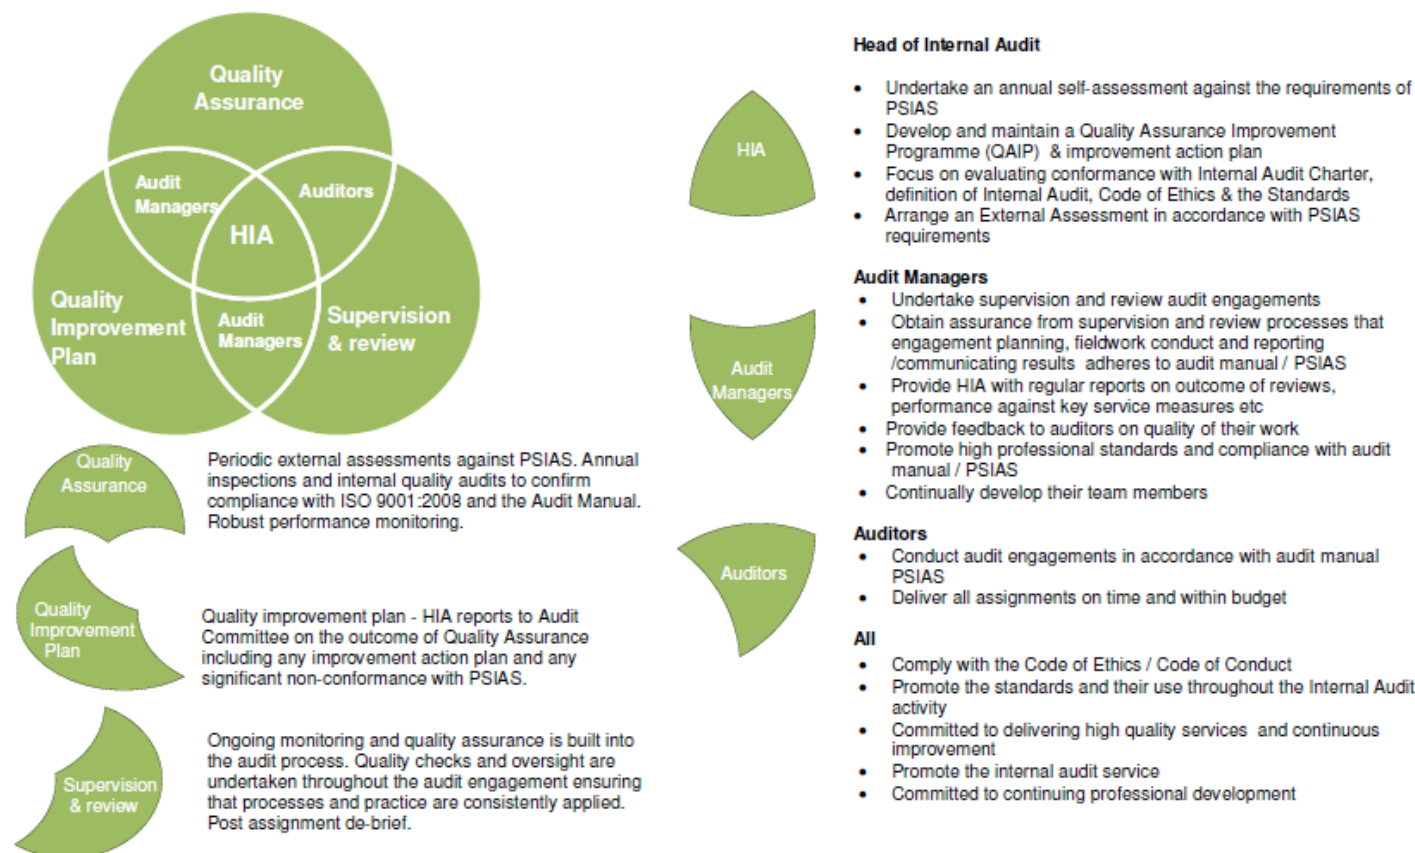 Quality
Assurance
Audit
Managers
Auditors
HIA
Quality
Improvement
Plan
Audit
Managers
Supervision
& review
Quality
Assurance
Periodic external assessments against PSIAS. Annual
inspections and internal quality audits to confirm
compliance with ISO 9001:2008 and the Audit Manual.
Robust performance monitoring.
Quality
Improvement
Plan
Quality improvement plan - HIA reports to Audit
Committee on the outcome of Quality Assurance
including any improvement action plan and any
significant non-conformance with PSIAS.
Supervision
& review
Ongoing monitoring and quality assurance is built into
the audit process. Quality checks and oversight are
undertaken throughout the audit engagement ensuring
that processes and practice are consistently applied.
Post assignment de-brief.
HIA
Head of Internal Audit
• Undertake an annual self-assessment against the requirements of
PSIAS
• Develop and maintain a Quality Assurance Improvement
Programme (QAIP) & improvement action plan
• Focus on evaluating conformance with Internal Audit Charter,
definition of Internal Audit, Code of Ethics & the Standards
• Arrange an External Assessment in accordance with PSIAS
requirements
Audit
Managers
Audit Managers
• Undertake supervision and review audit engagements
• Obtain assurance from supervision and review processes that
engagement planning, fieldwork conduct and reporting
/communicating results adheres to audit manual / PSIAS
• Provide HIA with regular reports on outcome of reviews,
performance against key service measures etc
• Provide feedback to auditors on quality of their work
• Promote high professional standards and compliance with audit
manual / PSIAS
• Continually develop their team members
Auditors
Auditors
• Conduct audit engagements in accordance with audit manual
PSIAS
• Deliver all assignments on time and within budget
All
• Comply with the Code of Ethics / Code of Conduct
• Promote the standards and their use throughout the Internal Audit
activity
• Committed to delivering high quality services and continuous
improvement
• Promote the internal audit service
• Committed to continuing professional development